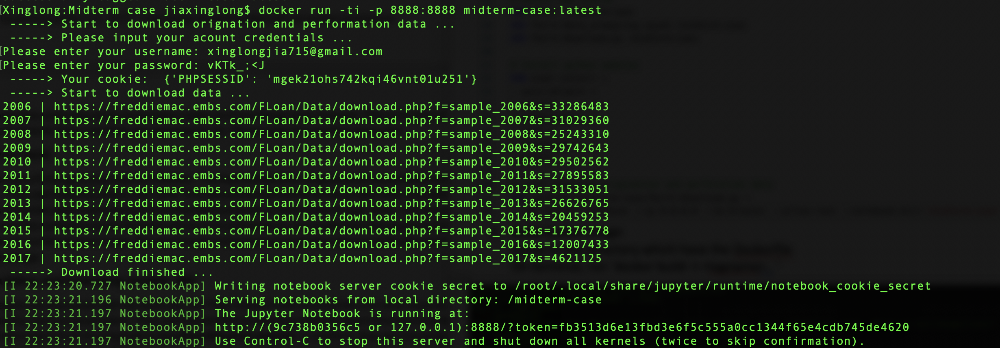 Xinglong:Midterm case jiaxinglong$ docker run -ti -p 8888:8888 midterm-case:latest
 -----> Start to download orignation and performation data ...
 -----> Please input your acount credentials ...
Please enter your username: xinglongjia715@gmail.com
Please enter your password: vKTk_;<J
 -----> Your cookie:  {'PHPSESSID': 'mgek21ohs742kqi46vnt01u251'}
 -----> Start to download data ...
2006 | https://freddiemac.embs.com/FLoan/Data/download.php?f=sample_2006&s=33286483
2007 | https://freddiemac.embs.com/FLoan/Data/download.php?f=sample_2007&s=31029360
2008 | https://freddiemac.embs.com/FLoan/Data/download.php?f=sample_2008&s=25243310
2009 | https://freddiemac.embs.com/FLoan/Data/download.php?f=sample_2009&s=29742643
2010 | https://freddiemac.embs.com/FLoan/Data/download.php?f=sample_2010&s=29502562
2011 | https://freddiemac.embs.com/FLoan/Data/download.php?f=sample_2011&s=27895583
2012 | https://freddiemac.embs.com/FLoan/Data/download.php?f=sample_2012&s=31533051
2013 | https://freddiemac.embs.com/FLoan/Data/download.php?f=sample_2013&s=26626765
2014 | https://freddiemac.embs.com/FLoan/Data/download.php?f=sample_2014&s=20459253
2015 | https://freddiemac.embs.com/FLoan/Data/download.php?f=sample_2015&s=17376778
2016 | https://freddiemac.embs.com/FLoan/Data/download.php?f=sample_2016&s=12007433
2017 | https://freddiemac.embs.com/FLoan/Data/download.php?f=sample_2017&s=4621125
 -----> Download finished ...
[I 22:23:20.727 NotebookApp] Writing notebook server cookie secret to /root/.local/share/jupyter/runtime/notebook_cookie_secret
[I 22:23:21.196 NotebookApp] Serving notebooks from local directory: /midterm-case
[I 22:23:21.197 NotebookApp] The Jupyter Notebook is running at:
[I 22:23:21.197 NotebookApp] http://(9c738b0356c5 or 127.0.0.1):8888/?token=fb3513d6e13fbd3e6f5c555a0cc1344f65e4cdb745de4620
[I 22:23:21.197 NotebookApp] Use Control-C to stop this server and shut down all kernels (twice to skip confirmation).